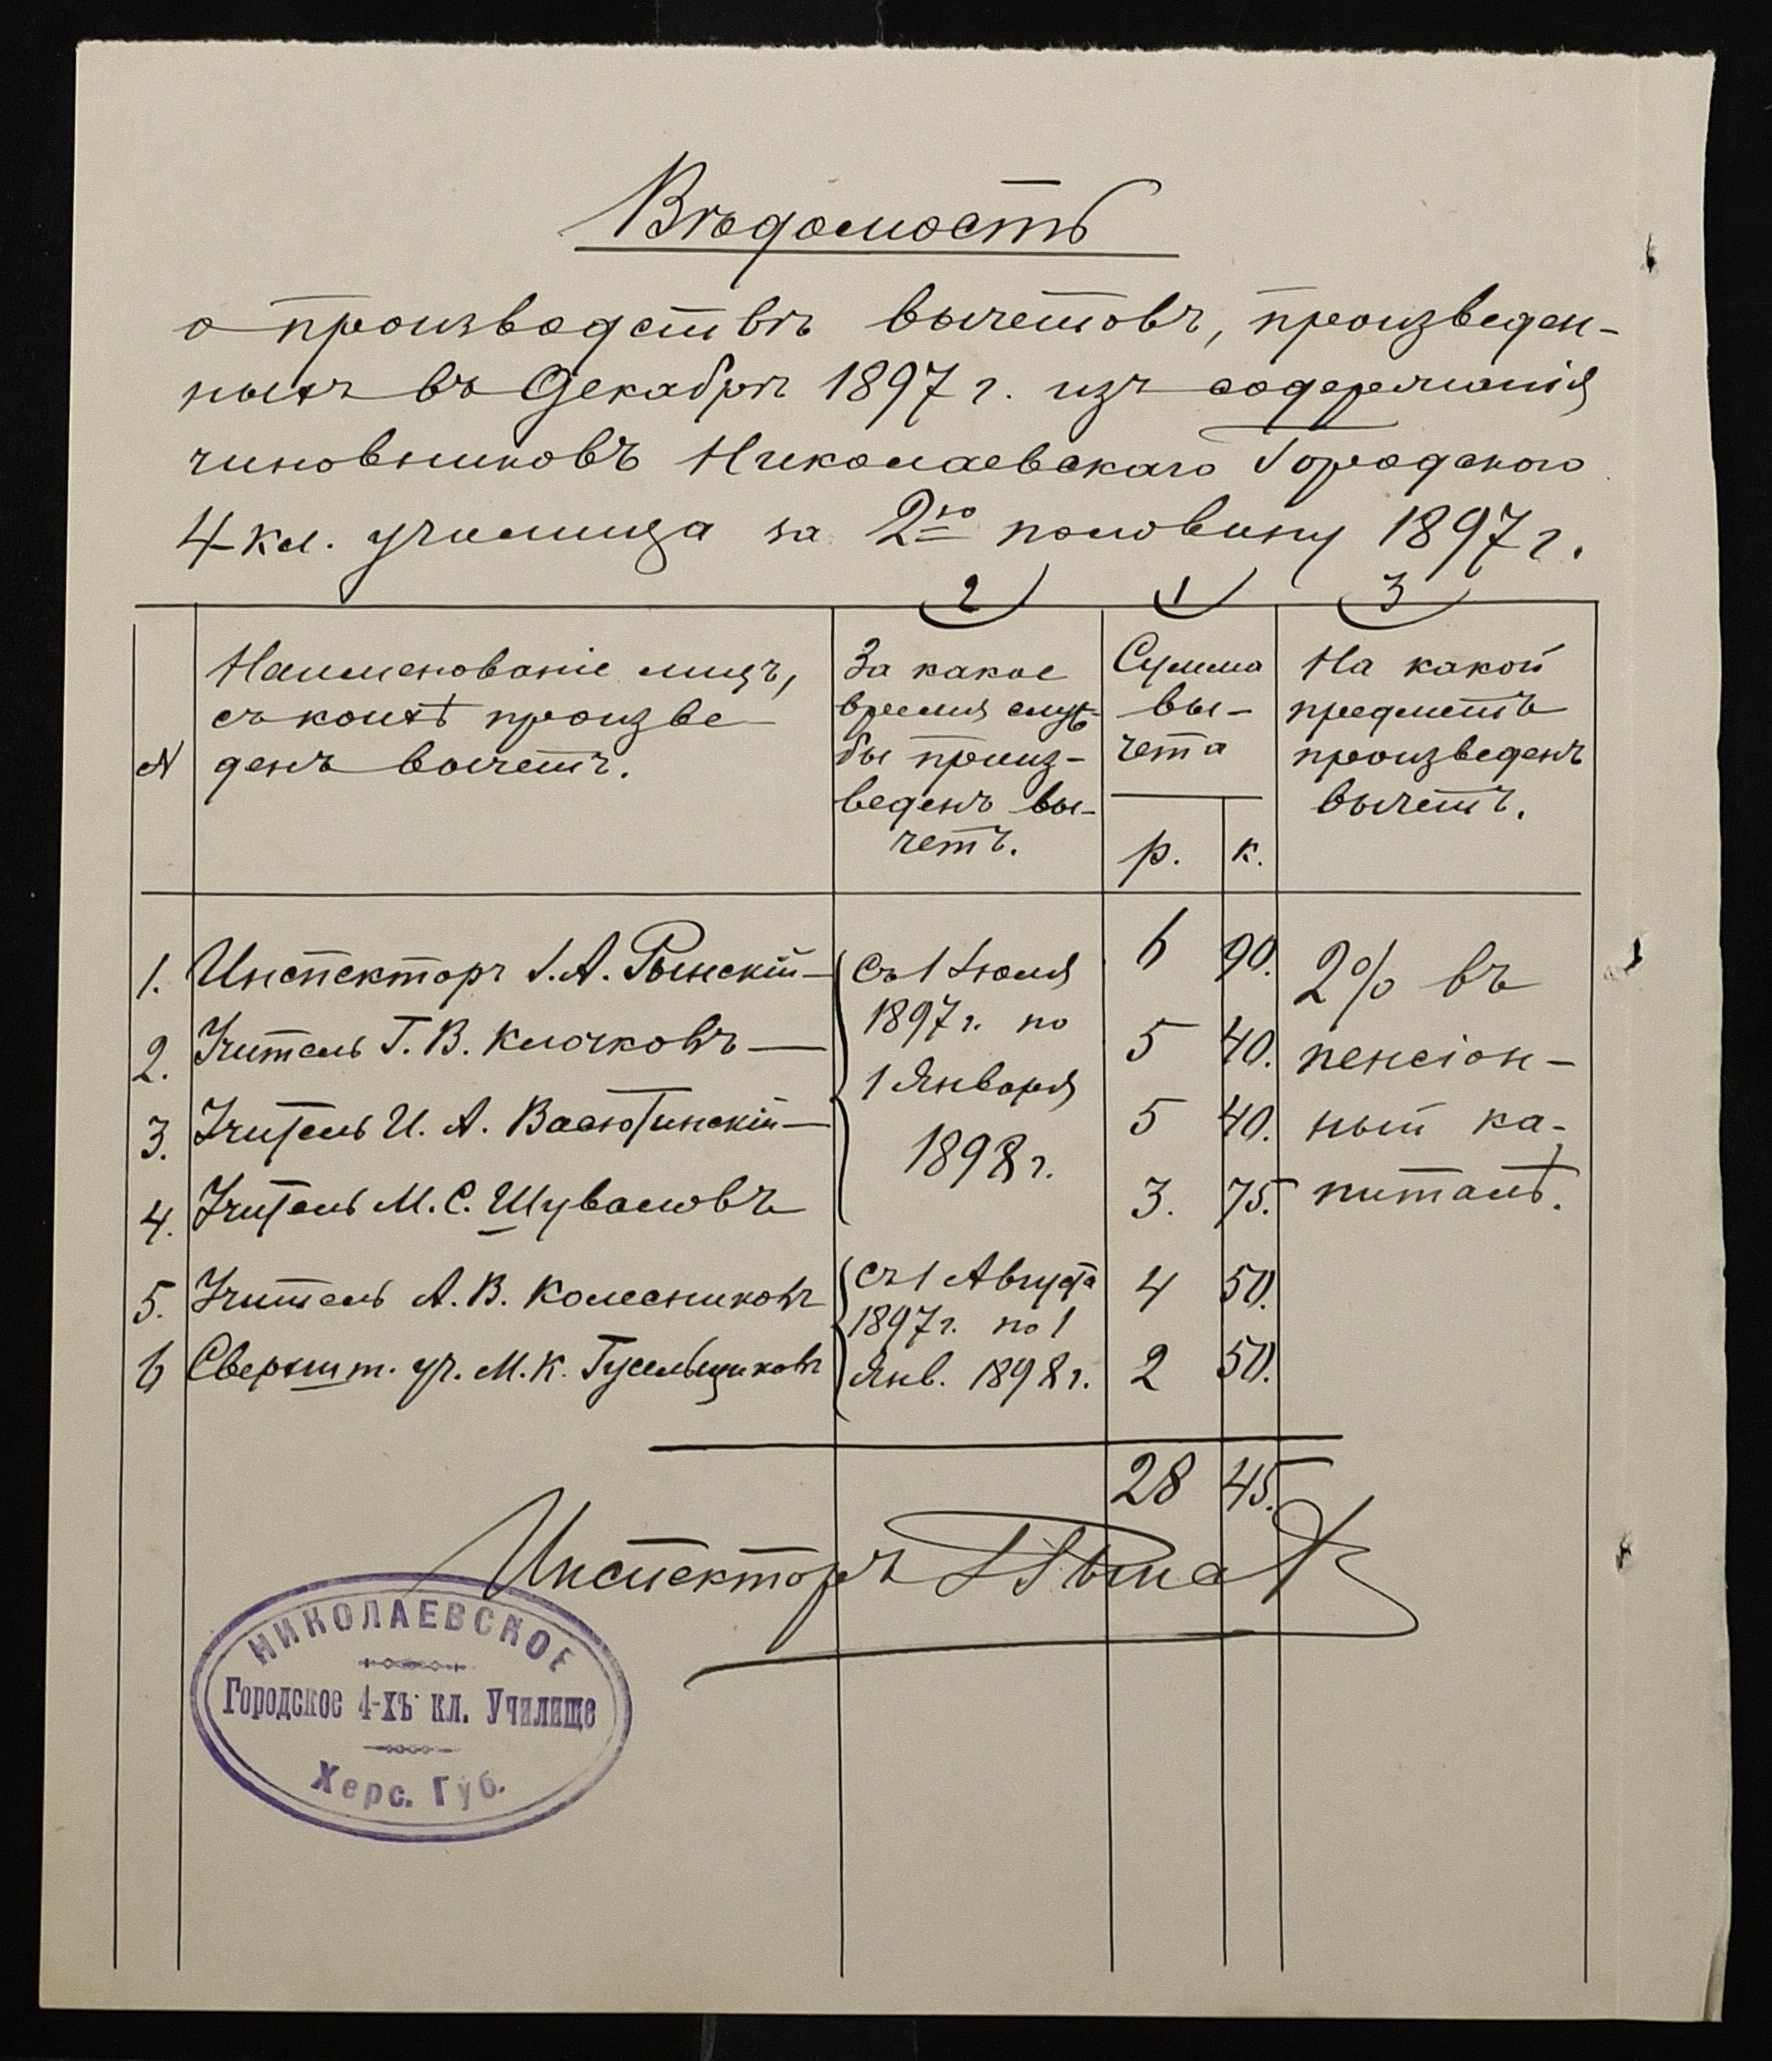 Вѣдомость
о производствѣ вычетовъ, произведен-
ныхъ въ Декабрѣ 1897 г. изъ содержанія
чиновниковъ Николаевскаго Городского
4 кл. училища за 2ую половину 1897 г.
2 1 3
№ Наименованіе лицъ, съ коихъ произве-
денъ вычетъ.
За какое
время служ-
бы произ-
веденъ вы-
четъ.
Сумма
вы-
чета
р. к.
На какой
предметъ
произведенъ
вычетъ.
1. Инспекторъ І. А. Рынскій 6 90.
2. Учитель Г. В. Клочковъ 5 40.
3. Учитель И. А. Васютинскій 5 40.
4. Учитель М. С. Шуваловъ 3. 75.
съ 1 Іюля
1897 г. по
1 Января
1898 г.
5. Учитель А. В. Колесниковъ 4 50.
6 Сверхшт. уч. М. К. Гусельщиковъ 2 50.
съ 1 Августа
1897 г. по 1
Янв. 1898 г.
2% въ
пенсіон-
ный ка-
питалъ.
28 45.
Инспекторъ
НИКОЛАЕВСКОЕ
Городское 4-хъ кл. Училище
Херс. Губ.